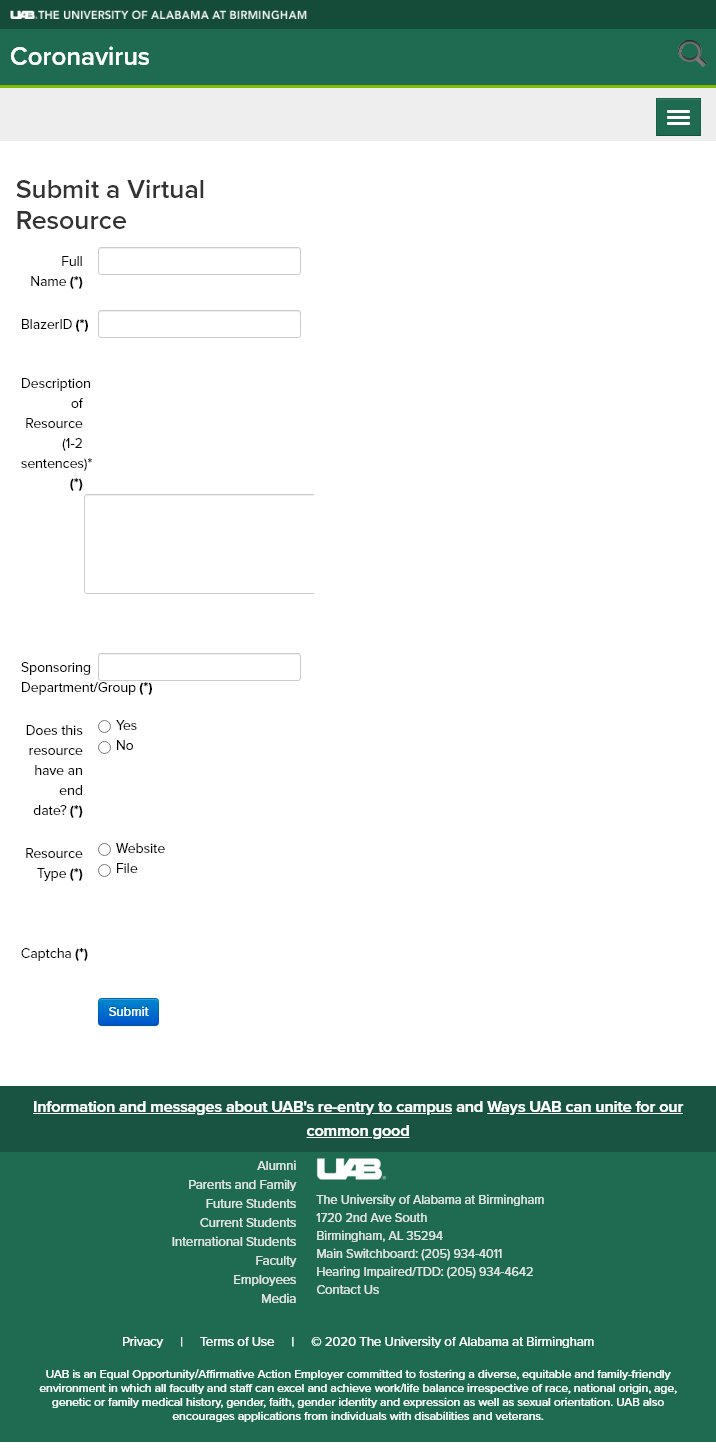 UAB THE UNIVERSITY OF ALABAMA AT BIRMINGHAM
Coronavirus
Submit a Virtual
Resource
Full
Name (*)
BlazerID (*)
Description
of
Resource
(1-2
sentences)*
(*)
Sponsoring
Department/Group (*)
Does this
resource
have an
end
date? (*)
Yes
No
Resource
Type (*)
Website
File
Captcha (*)
Submit
Information and messages about UAB's re-entry to campus and Ways UAB can unite for our
common good
Alumni
Parents and Family
Future Students
Current Students
International Students
Faculty
Employees
Media
UAB
The University of Alabama at Birmingham
1720 2nd Ave South
Birmingham, AL 35294
Main Switchboard: (205) 934-4011
Hearing Impaired/TDD: (205) 934-4642
Contact Us
Privacy | Terms of Use | © 2020 The University of Alabama at Birmingham
UAB is an Equal Opportunity/Affirmative Action Employer committed to fostering a diverse, equitable and family-friendly
environment in which all faculty and staff can excel and achieve work/life balance irrespective of race, national origin, age,
genetic or family medical history, gender, faith, gender identity and expression as well as sexual orientation. UAB also
encourages applications from individuals with disabilities and veterans.